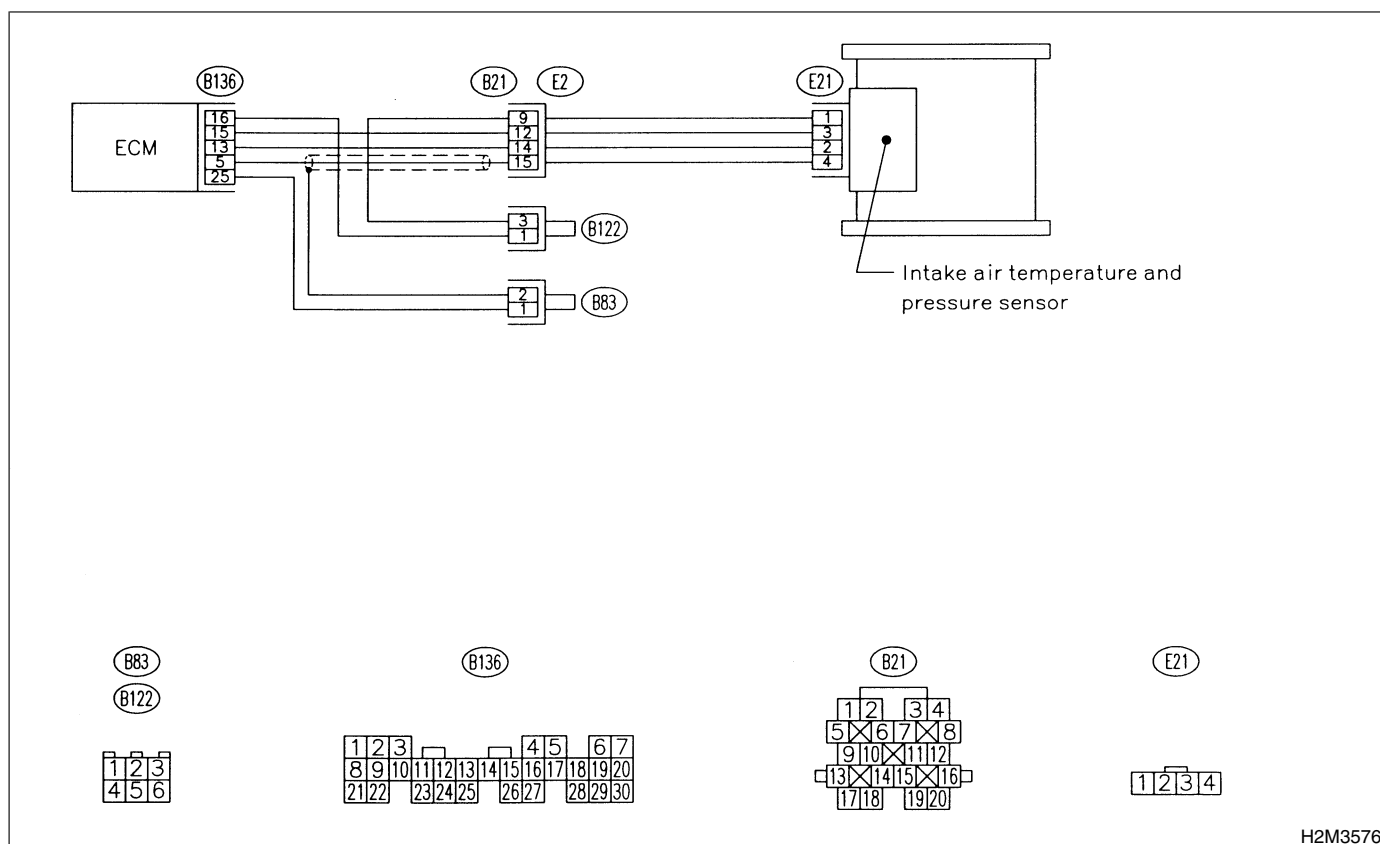 B136
B21
E2
E21
ECM
16
15
13
5
25
9
12
14
15
1
3
2
4
3
1
B122
2
1
B83
Intake air temperature and
pressure sensor
B83
B122
B136
B21
E21
1 2 3
4 5 6
1 2 3 4 5 6 7
8 9 10 11 12 13 14 15 16 17 18 19 20
21 22 23 24 25 26 27 28 29 30
1 2 3 4
5 6 7 8
9 10 11 12
13 14 15 16
17 18 19 20
1 2 3 4
H2M3576